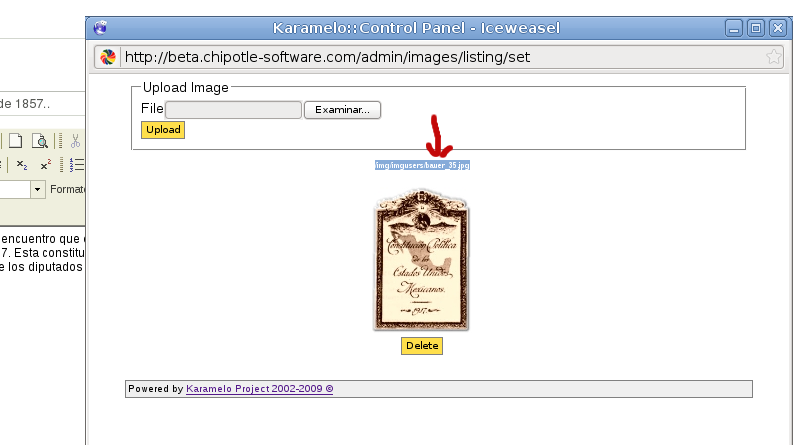 Karamelo::Control Panel - Iceweasel
http://beta.chipotle-software.com/admin/images/listing/set
de 1857..
Upload Image
File
Examinar...
Upload
/img/imgusers/bauer_35.jpg
Formato
encuentro que
7. Esta constitu
e los diputados
Constitución Política
de los
Estados Unidos
Mexicanos.
1917.
Delete
Powered by Karamelo Project 2002-2009 ©